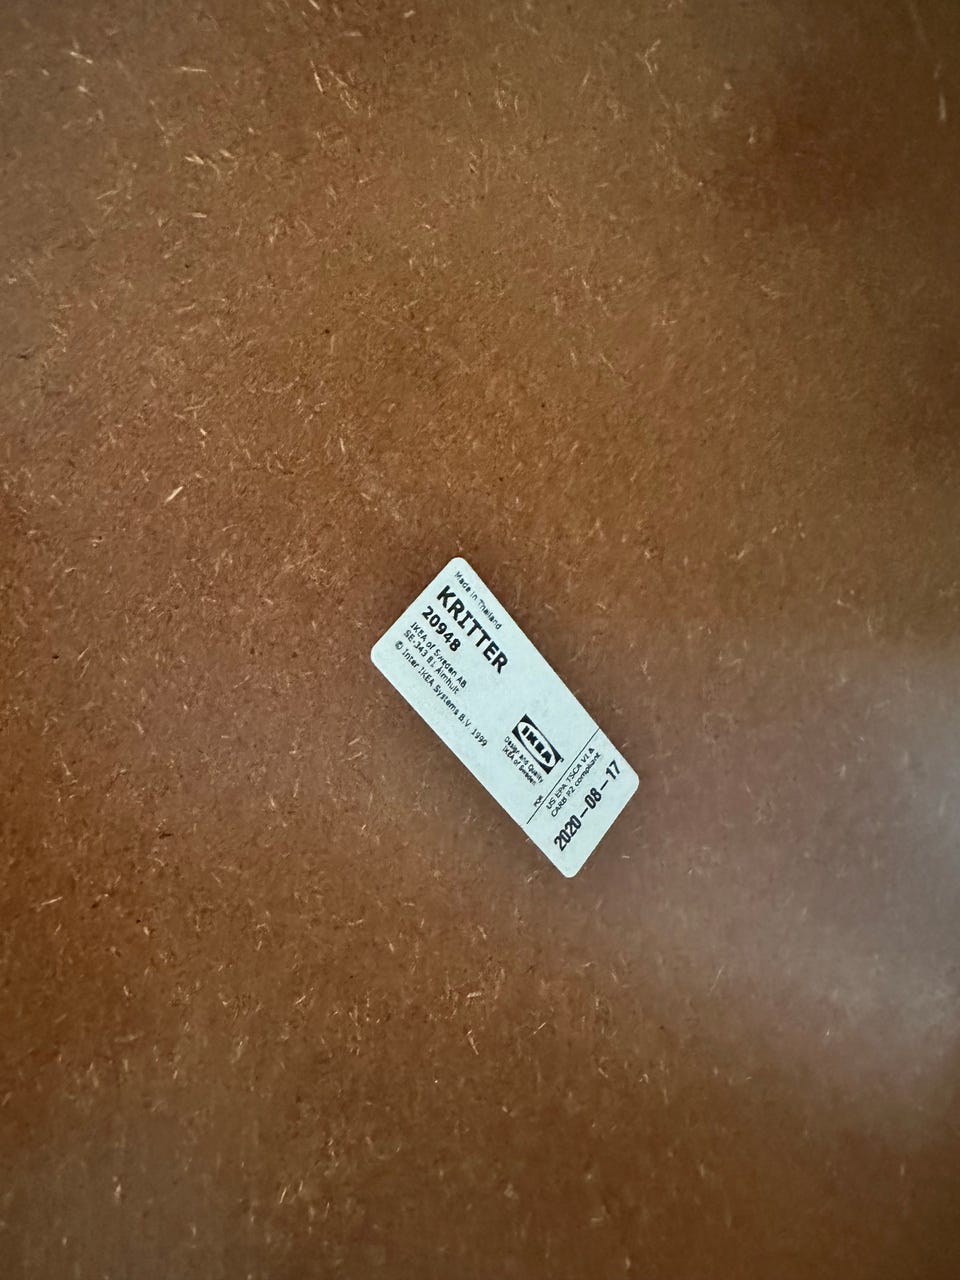 Made in Thailand
KRITTER
20948
IKEA of Sweden AB
SE-343 81 Älmhult
© Inter IKEA Systems B.V. 1999
IKEA
Design and Quality
IKEA of Sweden
FOR
US EPA TSCA VI &
CARB P2 compliant
2020-08-17